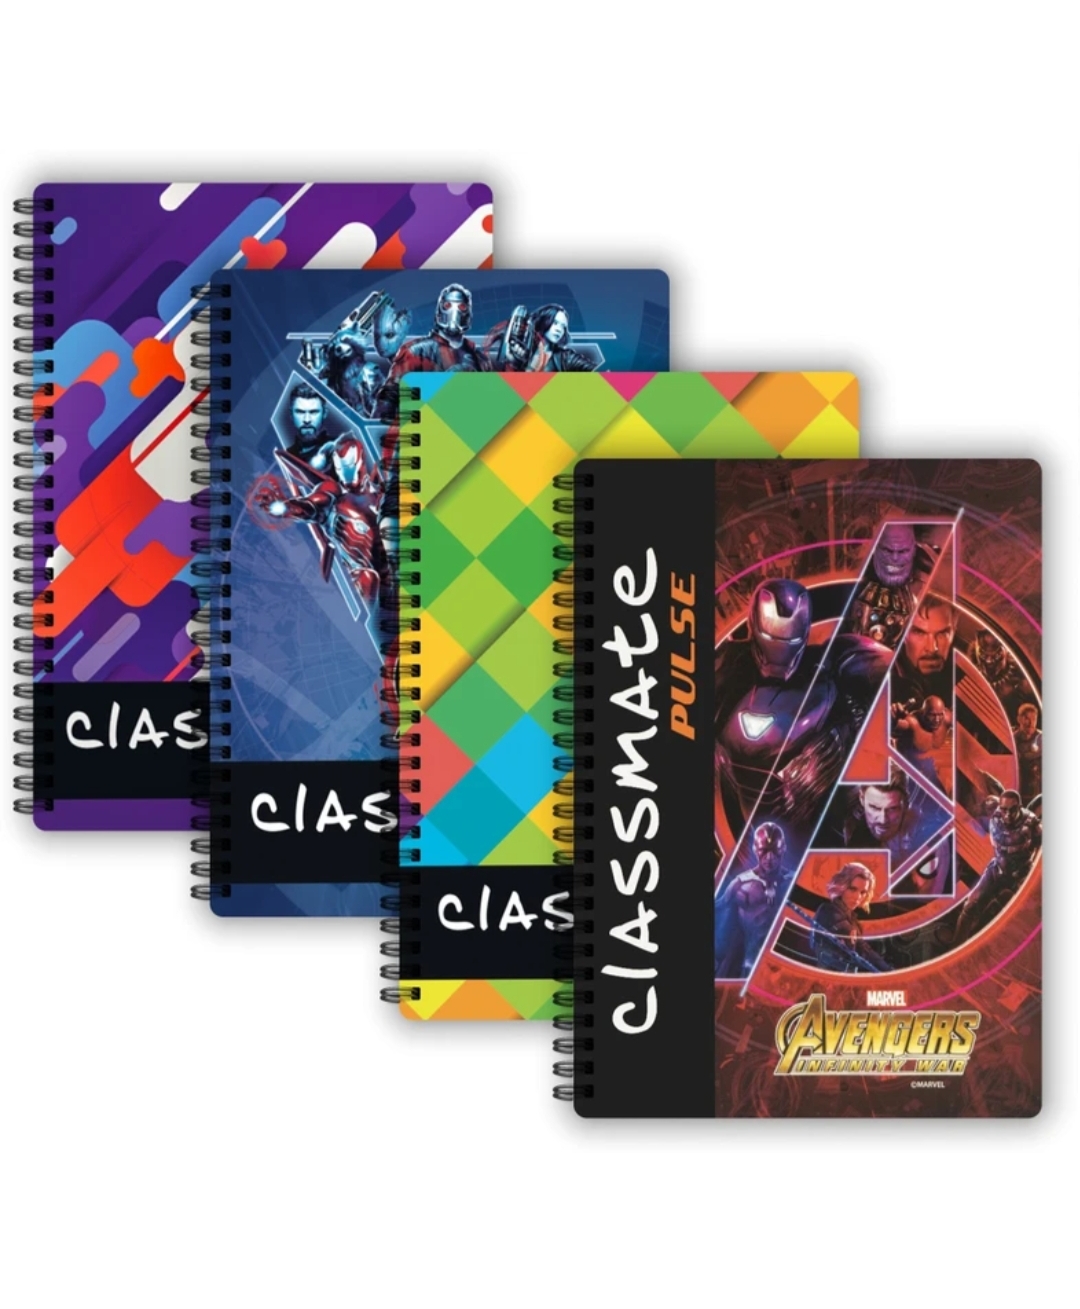 clAS
clAS
clAS
classmate
PULSE
MARVEL
AVENGERS
INFINITY WAR
©MARVEL